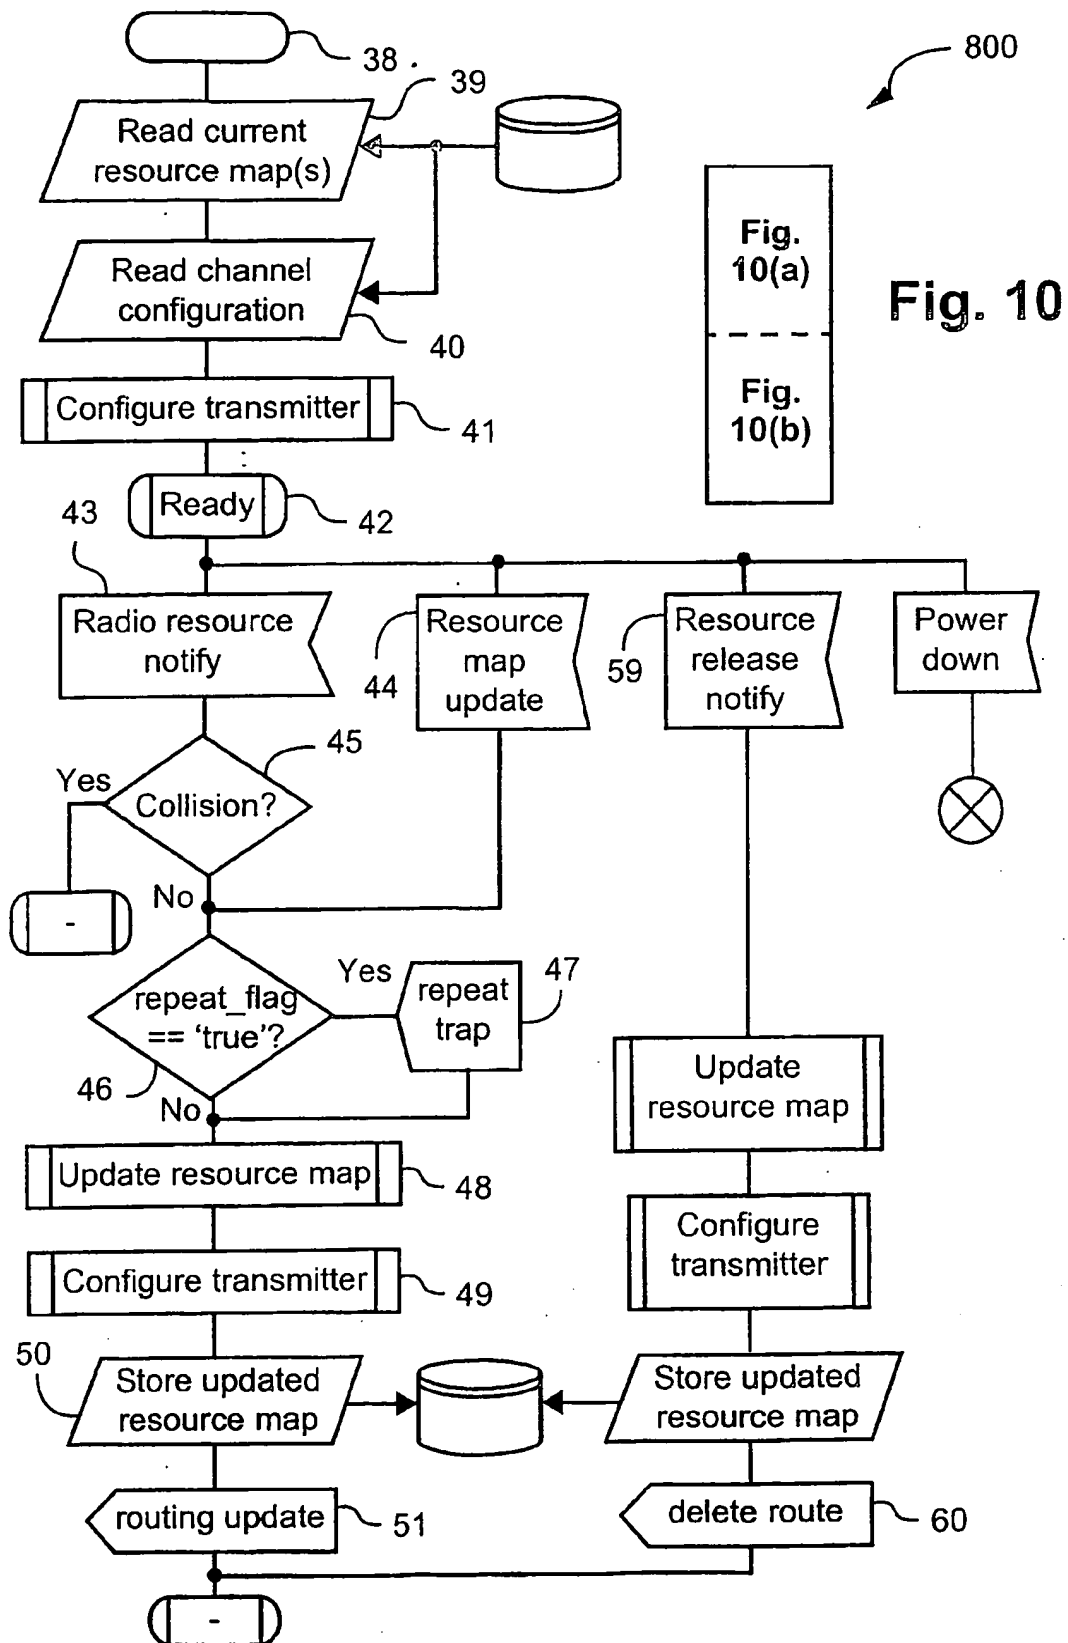 38
800
39
Read current
resource map(s)
Fig.
10(a)
Fig. 10
Read channel
configuration
40
Fig.
10(b)
Configure transmitter
41
Ready
42
43
Radio resource
notify
44
Resource
map
update
59
Resource
release
notify
Power
down
45
Yes
Collision?
No
-
repeat_flag
== 'true'?
Yes
47
repeat
trap
46
No
Update
resource map
Update resource map
48
Configure
transmitter
Configure transmitter
49
50
Store updated
resource map
Store updated
resource map
routing update
51
delete route
60
-